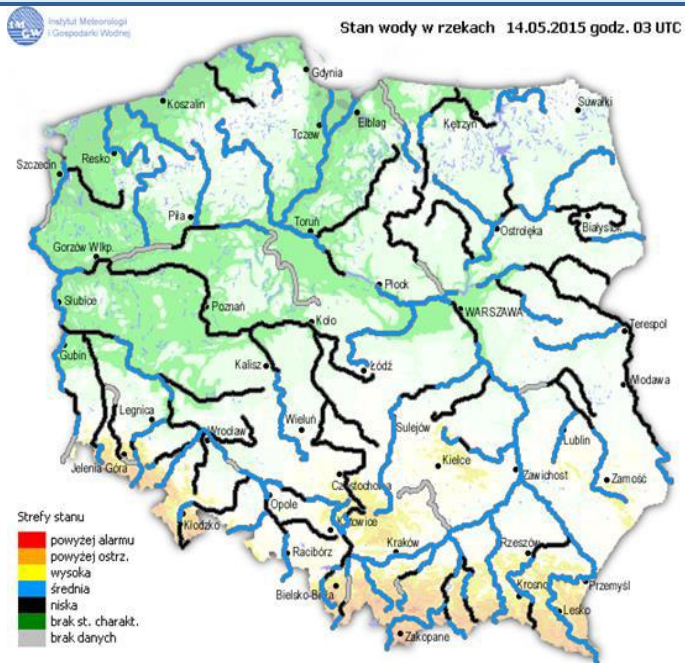 IMGW
Instytut Meteorologii
i Gospodarki Wodnej
Stan wody w rzekach 14.05.2015 godz. 03 UTC
Gdynia
Koszalin
Suwałki
Tczew
Elbląg
Kętrzyn
Resko
Szczecin
Piła
Toruń
Ostrołęka
Białystok
Gorzów Wlkp.
Płock
Słubice
Poznań
WARSZAWA
Koło
Terespol
Gubin
Kalisz
Łódź
Włodawa
Legnica
Wieluń
Sulejów
Wrocław
Lublin
Jelenia Góra
Kielce
Zawichost
Zamość
Częstochowa
Opole
Strefy stanu
Kłodzko
Katowice
powyżej alarmu
Kraków
Rzeszów
powyżej ostrz.
Racibórz
wysoka
Przemyśl
Krosno
średnia
Bielsko-Biała
niska
Lesko
brak st. charakt.
Zakopane
brak danych